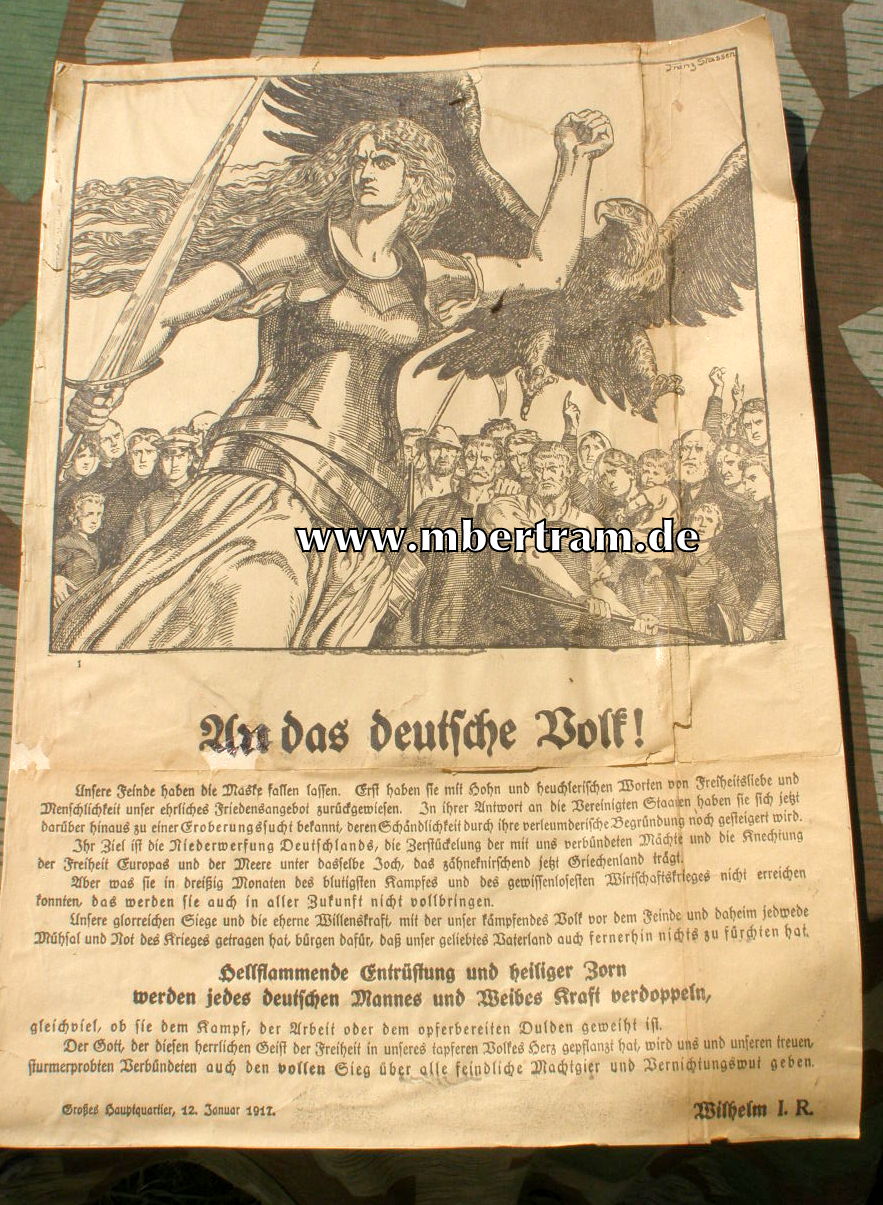 Franz Stassen
www.mbertram.de
1
An das deutsche Volk!
Unsere Feinde haben die Maske fallen lassen. Erst haben sie mit Hohn und heuchlerischen Worten von Freiheitsliebe und
Menschlichkeit unser ehrliches Friedensangebot zurückgewiesen. In ihrer Antwort an die Vereinigten Staaten haben sie sich jetzt
darüber hinaus zu einer Eroberungssucht bekannt, deren Schändlichkeit durch ihre verleumderische Begründung noch gesteigert wird.
Ihr Ziel ist die Niederwerfung Deutschlands, die Zerstückelung der mit uns verbündeten Mächte und die Knechtung
der Freiheit Europas und der Meere unter dasselbe Joch, das zähneknirschend jetzt Griechenland trägt.
Aber was sie in dreißig Monaten des blutigsten Kampfes und des gewissenlosesten Wirtschaftskrieges nicht erreichen
konnten, das werden sie auch in aller Zukunft nicht vollbringen.
Unsere glorreichen Siege und die eherne Willenskraft, mit der unser kämpfendes Volk vor dem Feinde und daheim jedwede
Mühsal und Not des Krieges getragen hat, bürgen dafür, daß unser geliebtes Vaterland auch fernerhin nichts zu fürchten hat.
Hellflammende Entrüstung und heiliger Zorn
werden jedes deutschen Mannes und Weibes Kraft verdoppeln,
gleichviel, ob sie dem Kampf, der Arbeit oder dem opferbereiten Dulden geweiht ist.
Der Gott, der diesen herrlichen Geist der Freiheit in unseres tapferen Volkes Herz gepflanzt hat, wird uns und unseren treuen,
sturmerprobten Verbündeten auch den vollen Sieg über alle feindliche Machtgier und Vernichtungswut geben.
Großes Hauptquartier, 12. Januar 1917.
Wilhelm I. R.